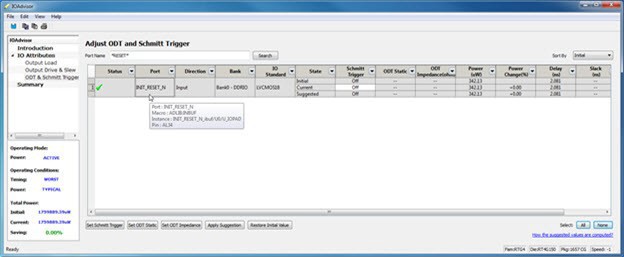 IOAdvisor
File Edit View Help
IOAdvisor
Introduction
IO Attributes
Output Load
Output Drive & Slew
ODT & Schmitt Trigger
Summary
Operating Mode:
Power: ACTIVE
Operating Conditions:
Timing: WORST
Power: TYPICAL
Total Power:
Initial: 1799889.59uW
Current: 1799889.59uW
Saving: 0.00%
Adjust ODT and Schmitt Trigger
Port Name *RESET* Search Sort By Initial
Status Port Direction Bank IO Standard State Schmitt Trigger ODT Static ODT Impedance Power (uW) Power Change(%) Delay (ns) Slack (ns)
Initial Off -- -- 342.13 2.081 --
INIT_RESET_N Input Bank0 - DDRIO LVCMOS18 Current Off -- -- 342.13 +0.00 2.081 --
Suggested Off -- -- 342.13 +0.00 2.081 --
Port : INIT_RESET_N
Macro : ADLIB:INBUF
Instance : INIT_RESET_N_ibuf/U0/U_IOPAD
Pin : AL34
Set Schmitt Trigger Set ODT Static Set ODT Impedance Apply Suggestion Restore Initial Value Select: All None
How the suggested values are computed?
Ready Fam:RTG4 Die:RT4G150 Pkg:1657 CG Speed: -1